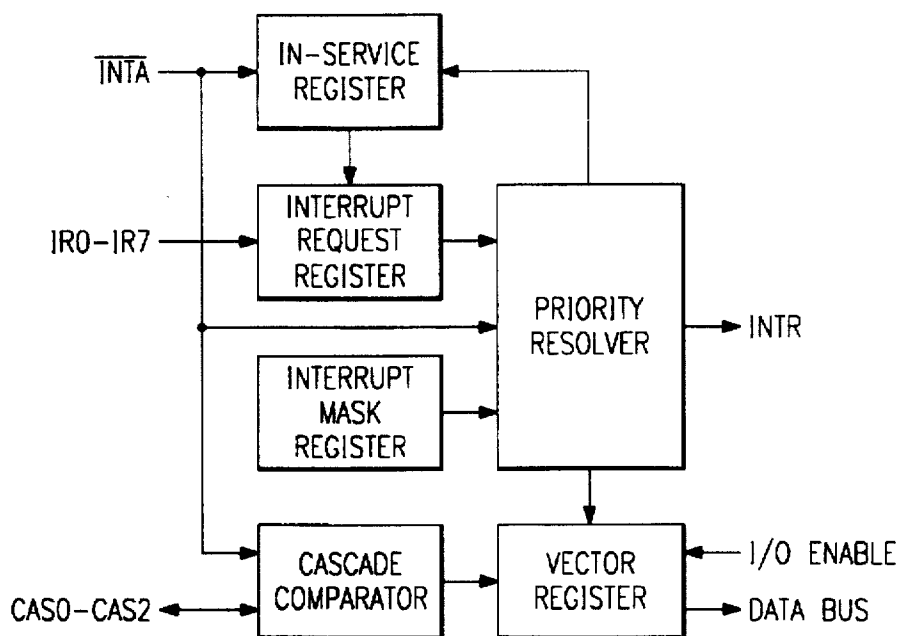 INTA
IN-SERVICE
REGISTER
IR0-IR7
INTERRUPT
REQUEST
REGISTER
PRIORITY
RESOLVER
INTR
INTERRUPT
MASK
REGISTER
CAS0-CAS2
CASCADE
COMPARATOR
VECTOR
REGISTER
I/O ENABLE
DATA BUS